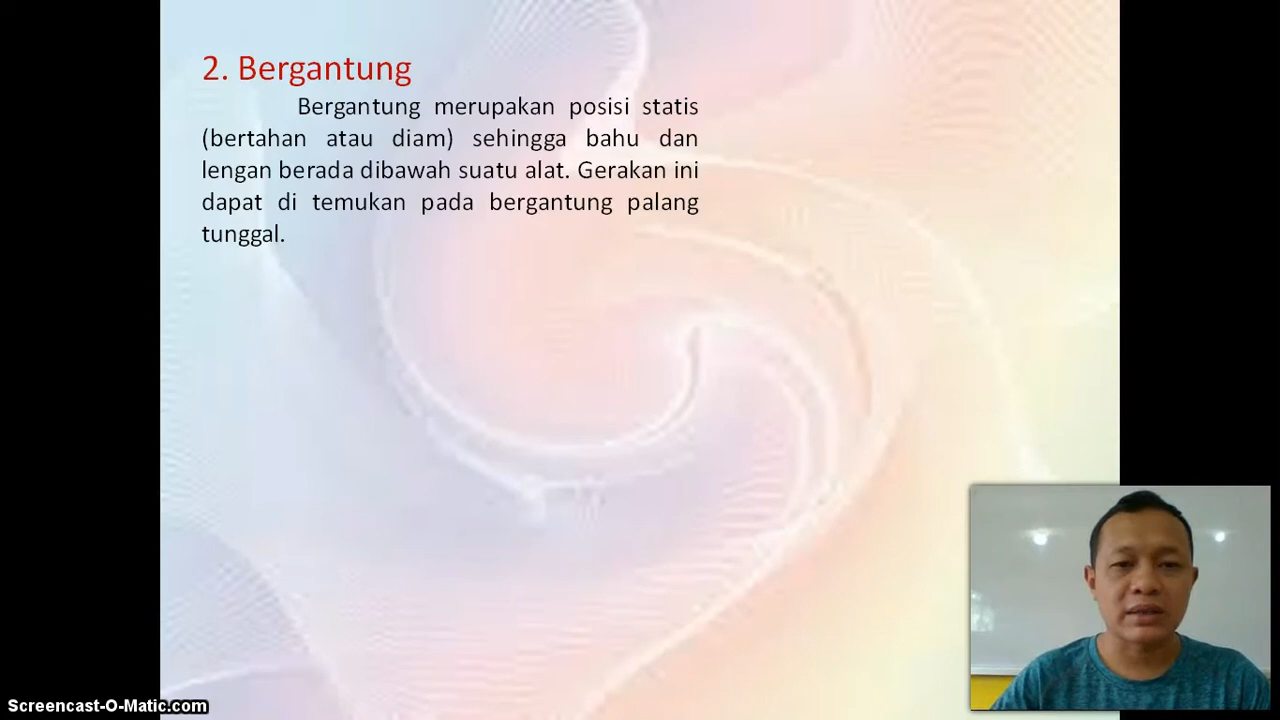 2. Bergantung
Bergantung merupakan posisi statis
(bertahan atau diam) sehingga bahu dan
lengan berada dibawah suatu alat. Gerakan ini
dapat di temukan pada bergantung palang
tunggal.
Screencast-O-Matic.com